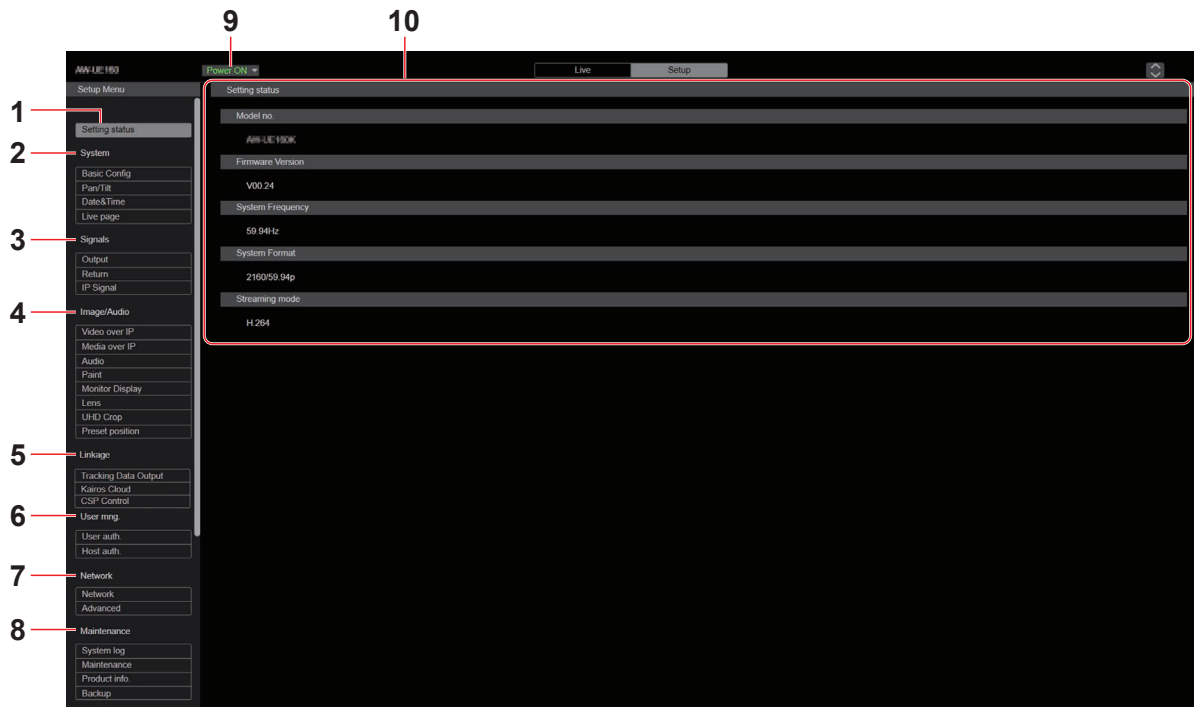 9 10
Power ON Live Setup
Setup Menu Setting status
1 Setting status
Model no.
2 System
Firmware Version
Basic Config
Pan/Tilt V00.24
Date&Time System Frequency
Live page
59.94Hz
3 Signals
System Format
Output
Return 2160/59.94p
IP Signal
Streaming mode
4 Image/Audio
H.264
Video over IP
Media over IP
Audio
Paint
Monitor Display
Lens
UHD Crop
Preset position
5 Linkage
Tracking Data Output
Kairos Cloud
CSP Control
6 User mng.
User auth.
Host auth.
7 Network
Network
Advanced
8 Maintenance
System log
Maintenance
Product info.
Backup